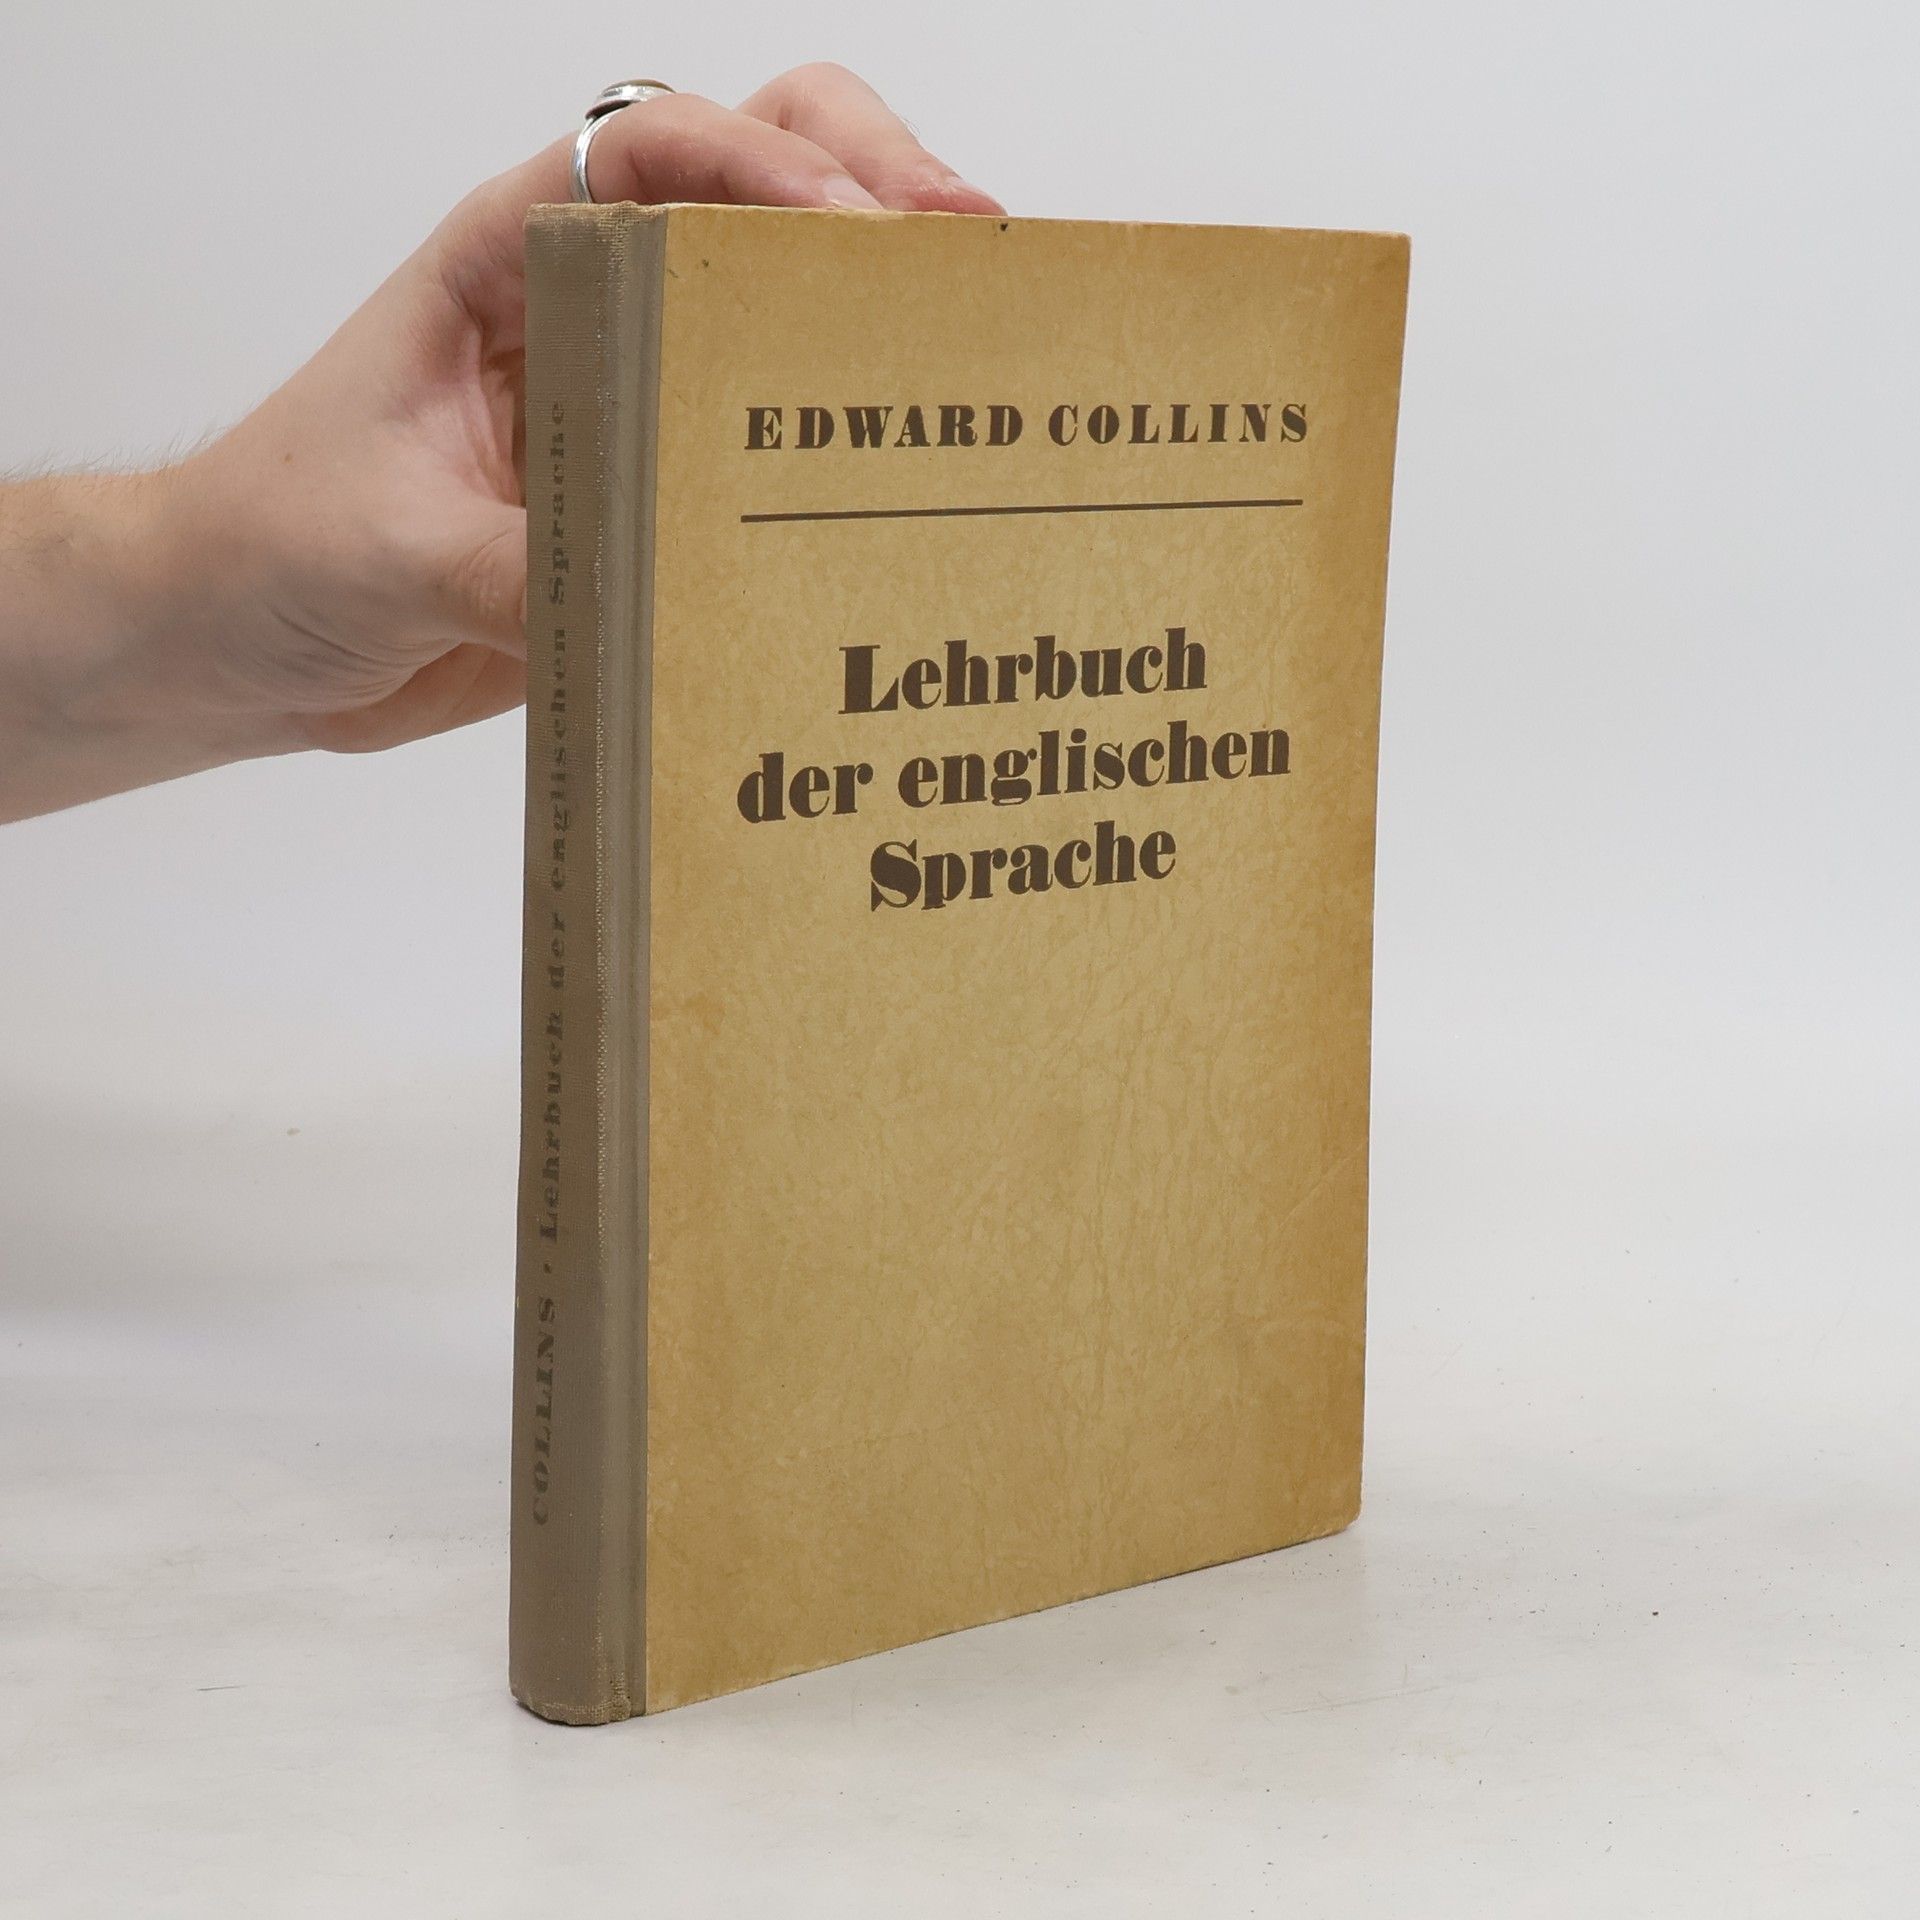 EDWARD COLLINS
Lehrbuch
der englischen
Sprache
COLLINS · Lehrbuch der englischen Sprache